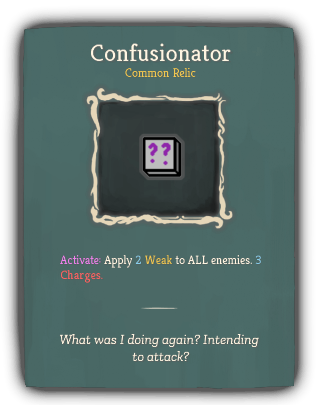 Confusionator
Common Relic
??
Activate: Apply 2 Weak to ALL enemies. 3
Charges.
What was I doing again? Intending
to attack?